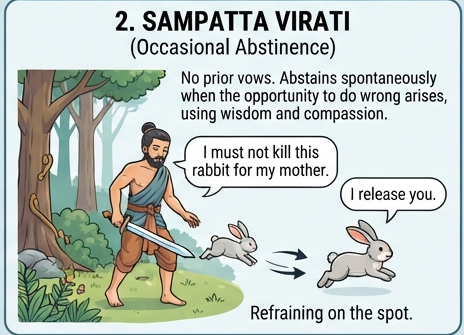 2. SAMPATTA VIRATI
(Occasional Abstinence)
No prior vows. Abstains spontaneously
when the opportunity to do wrong arises,
using wisdom and compassion.
I must not kill this
rabbit for my mother.
I release you.
Refraining on the spot.